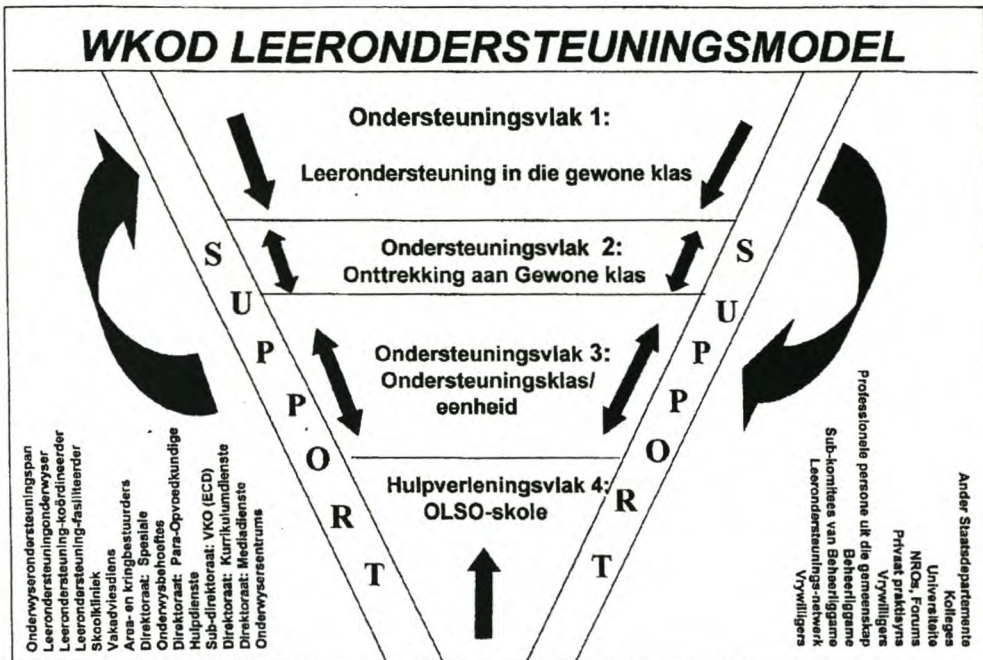 WKOD LEERONDERSTEUNINGSMODEL
Ondersteuningsvlak 1:
Leerondersteuning in die gewone klas
Ondersteuningsvlak 2:
Onttrekking aan Gewone klas
Ondersteuningsvlak 3:
Ondersteuningsklas/
eenheid
Hulpverleningsvlak 4:
OLSO-skole
SUPPORT
SUPPORT
Onderwyserondersteuningspan
Leerondersteuningonderwyser
Leerondersteuning-koördineerder
Leerondersteuning-fasiliteerder
Skoolkliniek
Vakadviesdiens
Area- en kringbestuurders
Direktoraat: Spesiale
Onderwysbehoeftes
Direktoraat: Para-Opvoedkundige
Hulpdienste
Sub-direktoraat: VKO (ECD)
Direktoraat: Kurrikulumdienste
Direktoraat: Mediadienste
Onderwysersentrums
Ander Staatsdepartemente
Kolleges
Universiteite
NROs, Forums
Privaat praktisyns
Vrywilligers
Professionele persone uit die gemeenskap
Beheerliggame
Sub-komitees van Beheerliggame
Leerondersteunings-netwerk
Vrywilligers